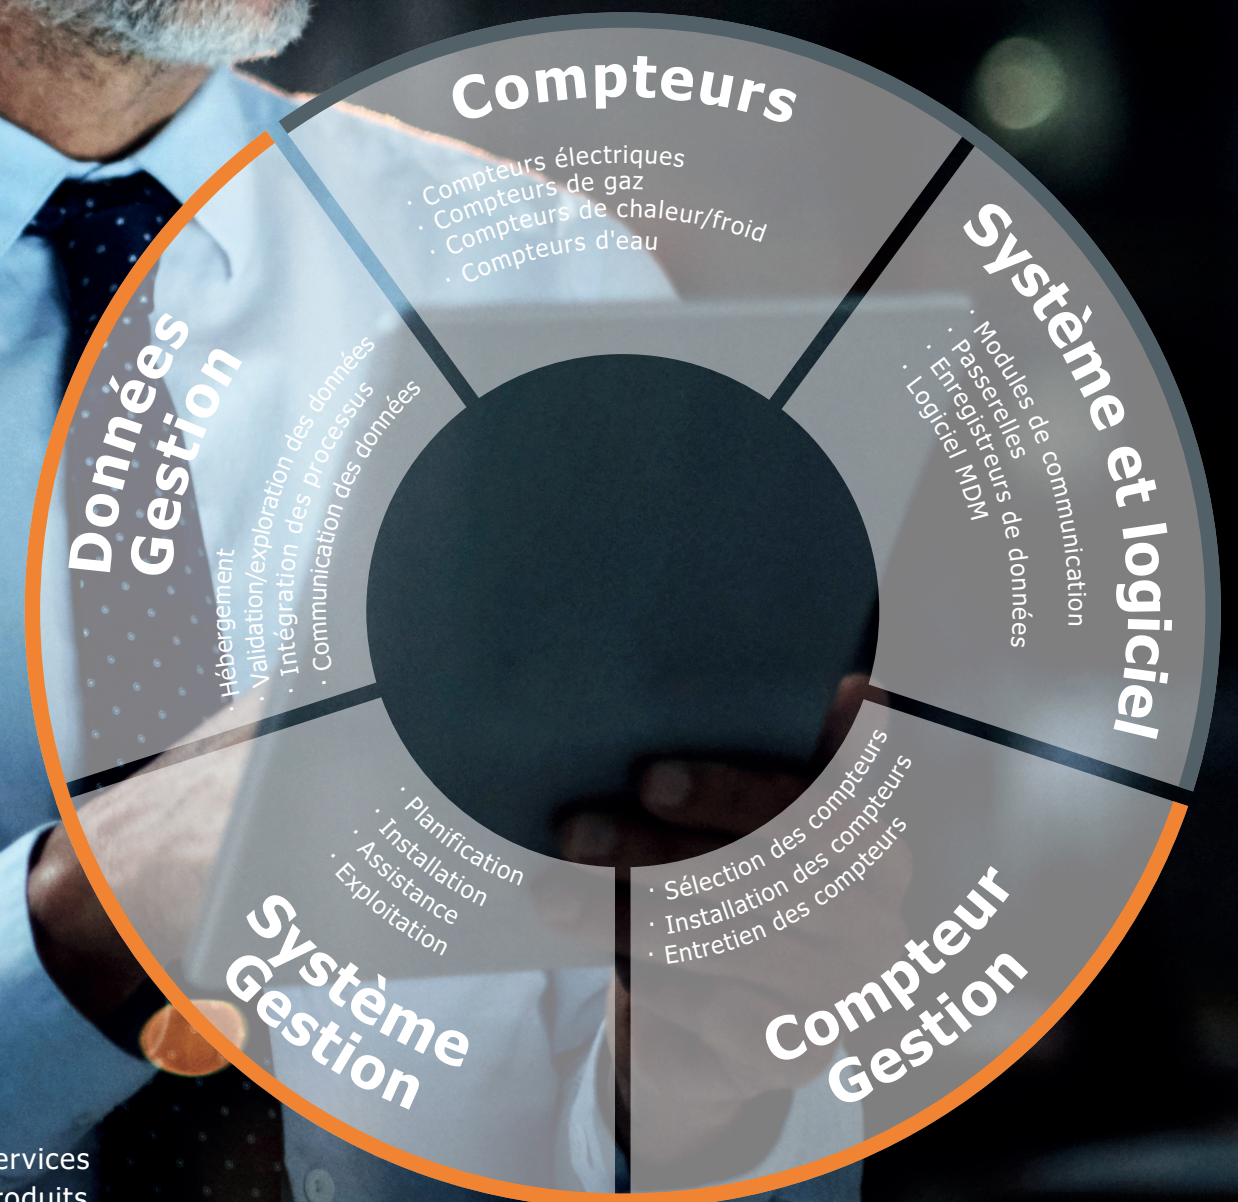 Compteurs
· Compteurs électriques
· Compteurs de gaz
· Compteurs de chaleur/froid
· Compteurs d'eau
Système et logiciel
· Modules de communication
· Passerelles
· Enregistreurs de données
· Logiciel MDM
Compteur
Gestion
· Sélection des compteurs
· Installation des compteurs
· Entretien des compteurs
Système
Gestion
· Planification
· Installation
· Assistance
· Exploitation
Données
Gestion
· Hébergement
· Validation/exploration des données
· Intégration des processus
· Communication des données